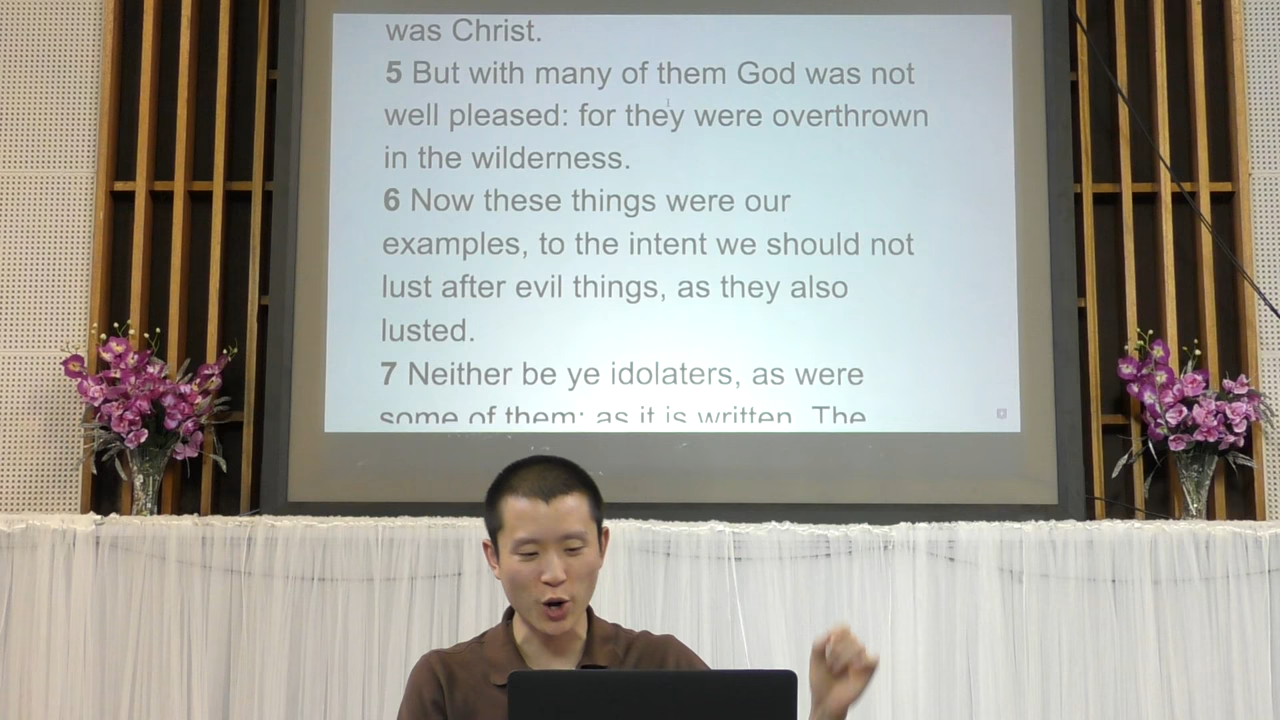 was Christ.
5 But with many of them God was not
well pleased: for they were overthrown
in the wilderness.
6 Now these things were our
examples, to the intent we should not
lust after evil things, as they also
lusted.
7 Neither be ye idolaters, as were
some of them; as it is written, The